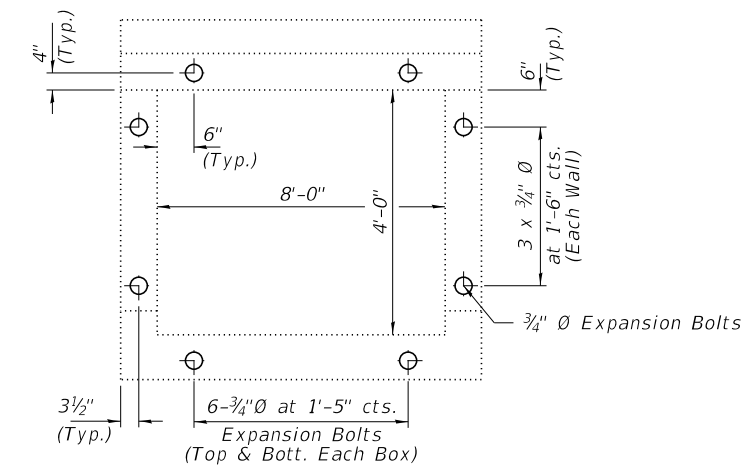 4"
(Typ.)
6"
(Typ.)
6"
(Typ.)
8'-0"
4'-0"
3 x ¾" Ø
at 1'-6" cts.
(Each Wall)
¾" Ø Expansion Bolts
3½"
(Typ.)
6-¾"Ø at 1'-5" cts.
Expansion Bolts
(Top & Bott. Each Box)